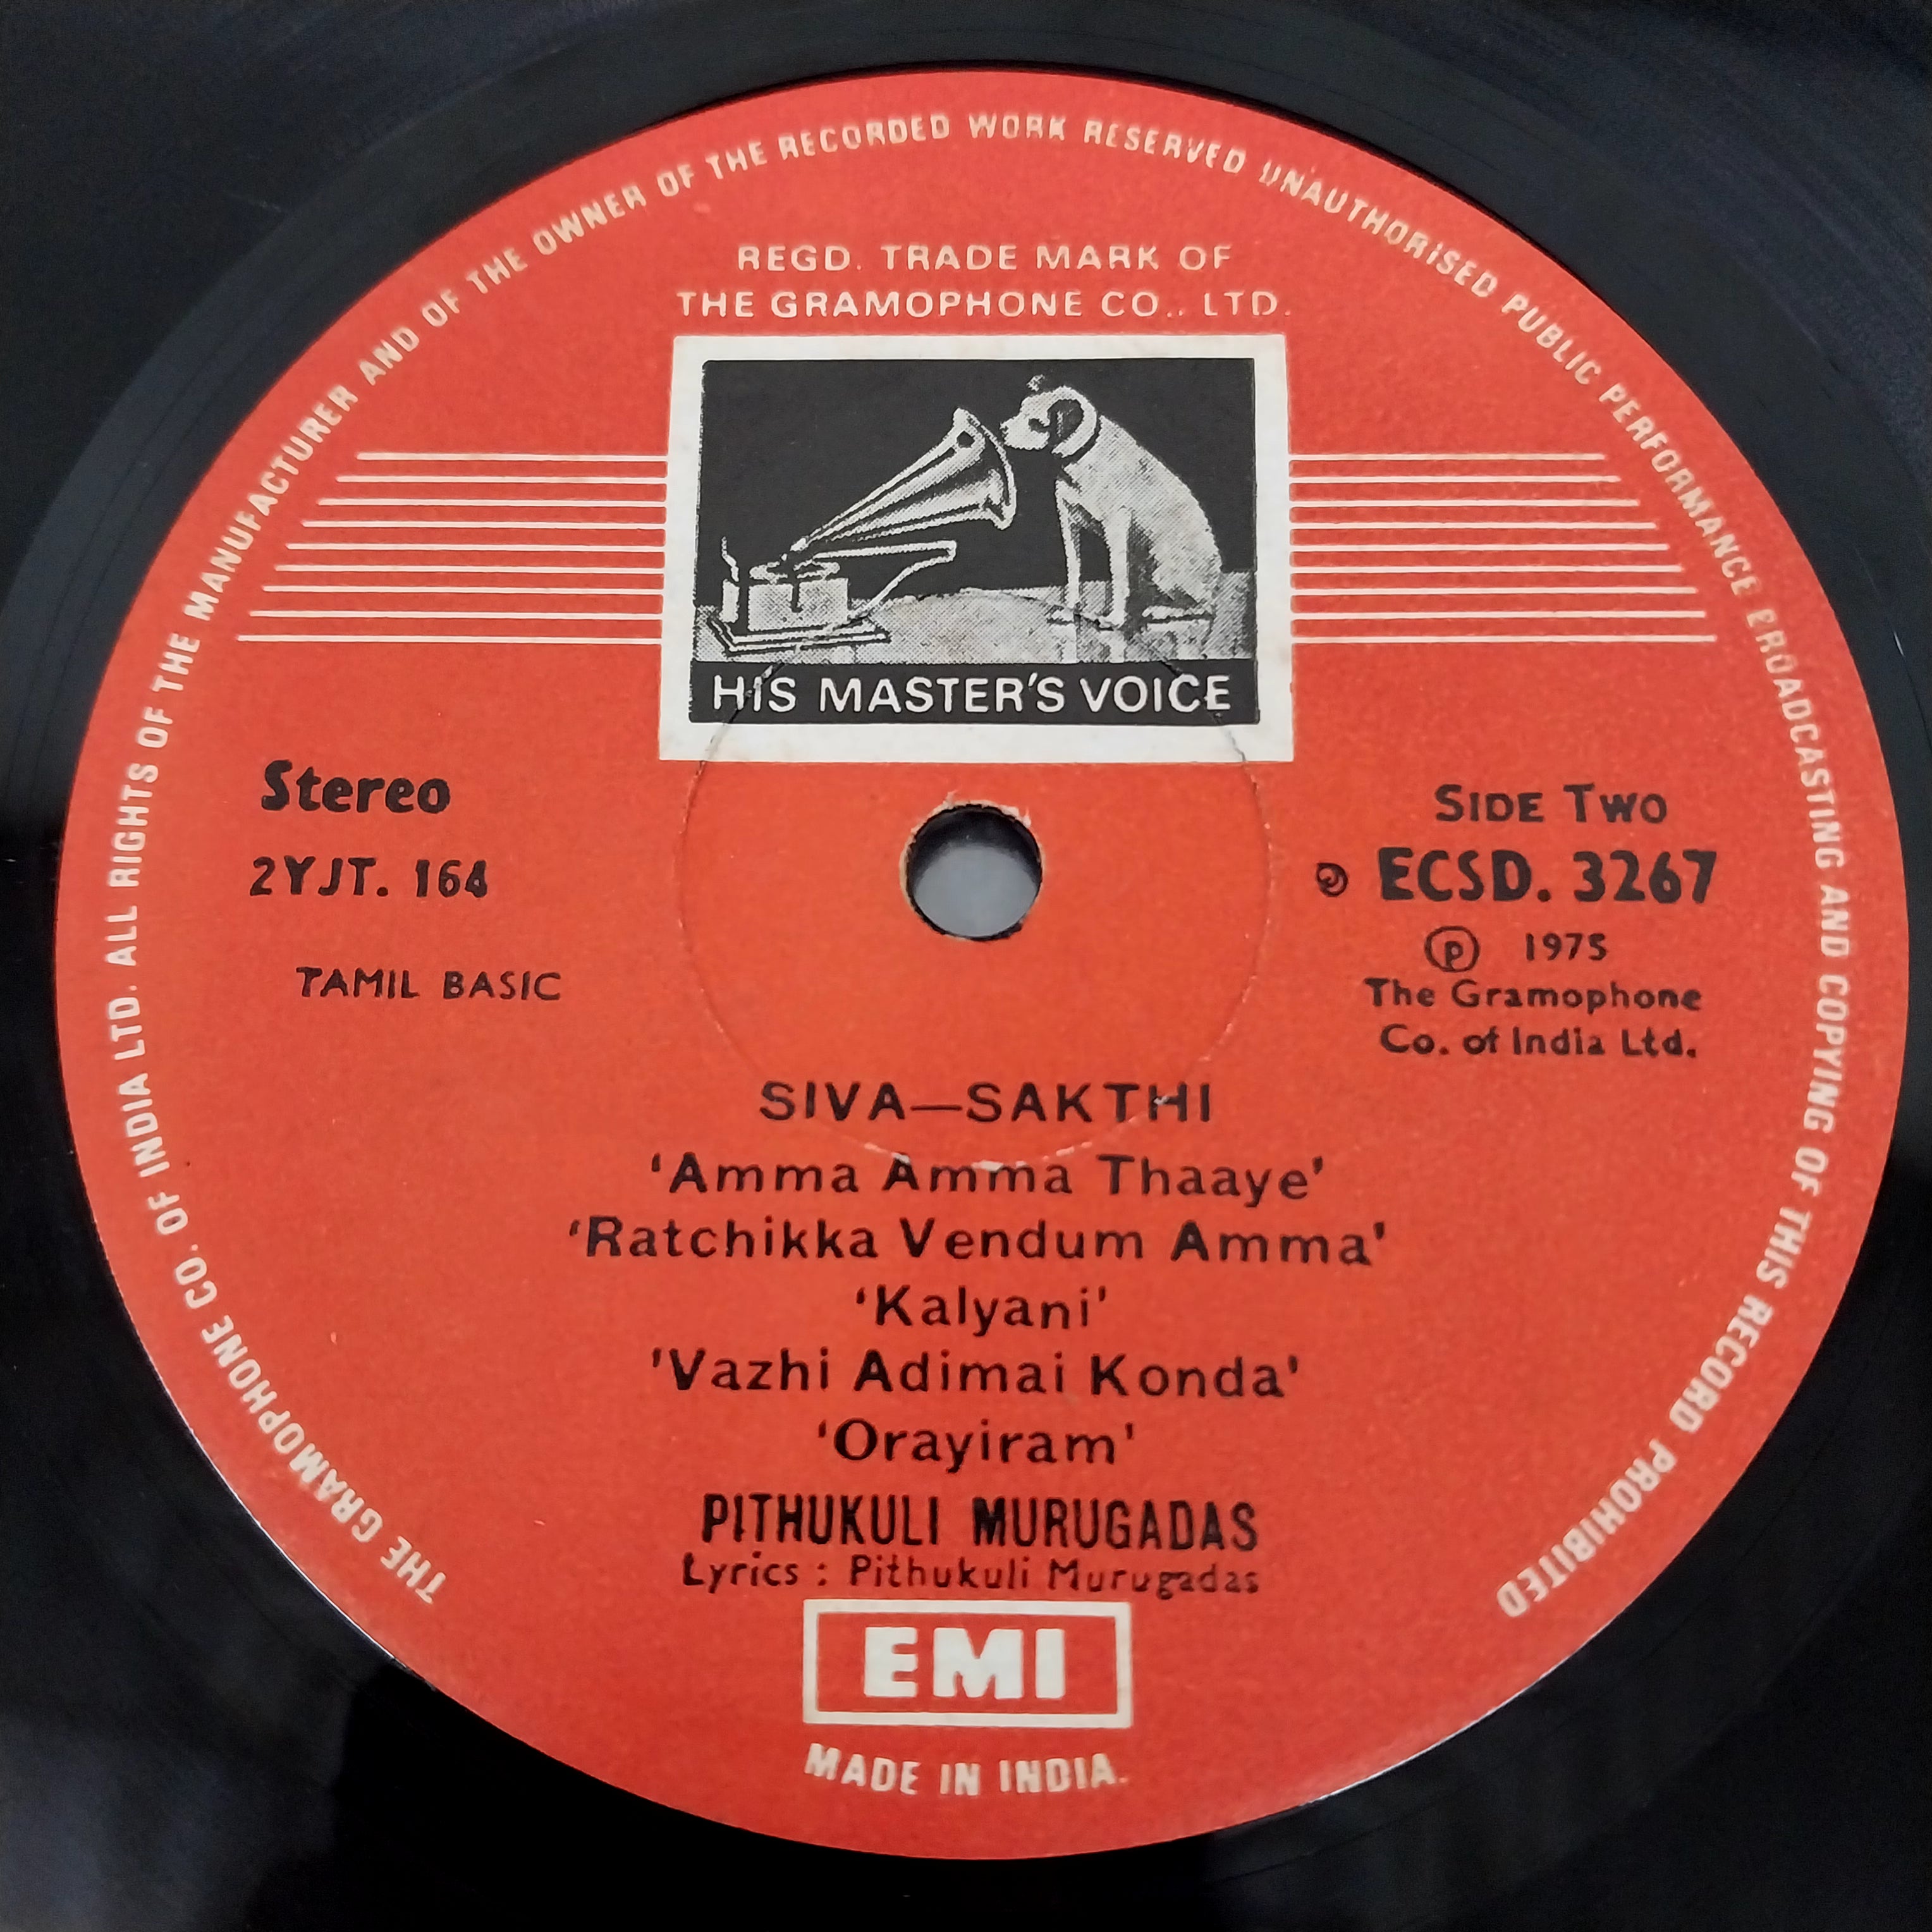 THE GRAMOPHONE CO. OF INDIA LTD. ALL RIGHTS OF THE MANUFACTURER AND OF THE OWNER OF THE RECORDED WORK RESERVED UNAUTHORISED PUBLIC PERFORMANCE BROADCASTING AND COPYING OF THIS RECORD PROHIBITED
REGD. TRADE MARK OF
THE GRAMOPHONE CO., LTD.
HIS MASTER'S VOICE
Stereo
2YJT. 164
TAMIL BASIC
SIDE TWO
ECSD. 3267
℗ 1975
The Gramophone
Co. of India Ltd.
SIVA—SAKTHI
'Amma Amma Thaaye'
'Ratchikka Vendum Amma'
'Kalyani'
'Vazhi Adimai Konda'
'Orayiram'
PITHUKULI MURUGADAS
Lyrics : Pithukuli Murugadas
EMI
MADE IN INDIA.